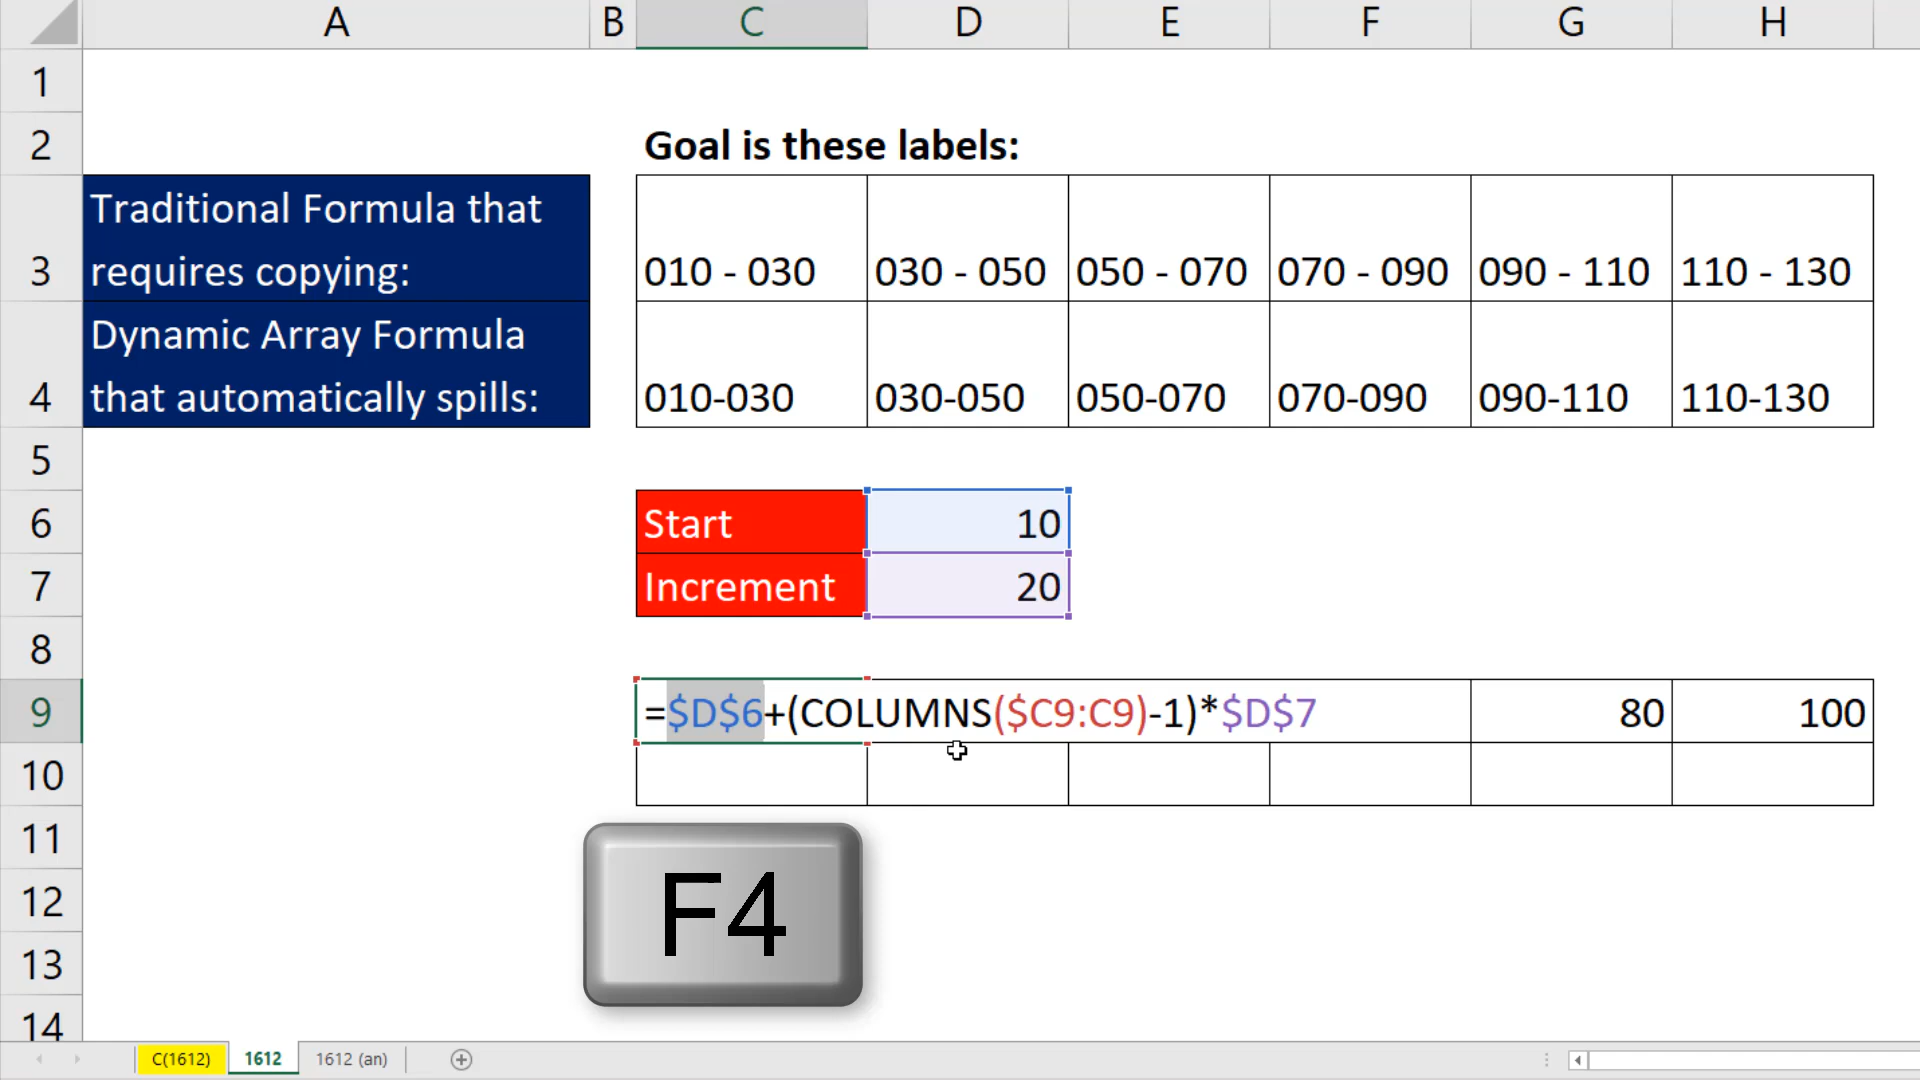 A B C D E F G H
1
2 Goal is these labels:
Traditional Formula that
3 requires copying: 010 - 030 030 - 050 050 - 070 070 - 090 090 - 110 110 - 130
Dynamic Array Formula
4 that automatically spills: 010-030 030-050 050-070 070-090 090-110 110-130
5
6 Start 10
7 Increment 20
8
9 =$D$6+(COLUMNS($C9:C9)-1)*$D$7 80 100
10
11
F4
12
13
14
C(1612) 1612 1612 (an)